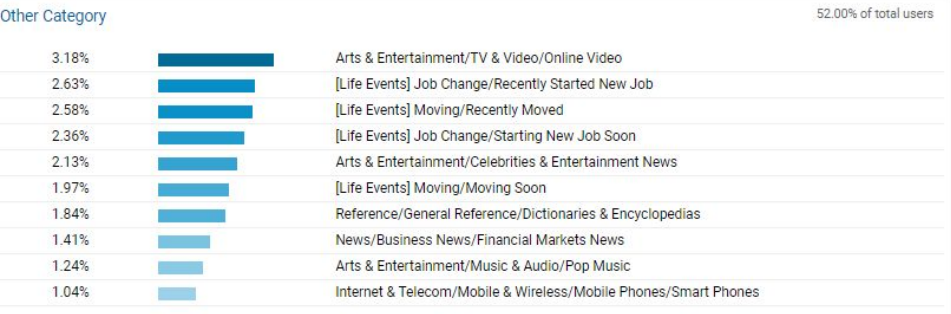 Other Category
52.00% of total users
3.18% Arts & Entertainment/TV & Video/Online Video
2.63% [Life Events] Job Change/Recently Started New Job
2.58% [Life Events] Moving/Recently Moved
2.36% [Life Events] Job Change/Starting New Job Soon
2.13% Arts & Entertainment/Celebrities & Entertainment News
1.97% [Life Events] Moving/Moving Soon
1.84% Reference/General Reference/Dictionaries & Encyclopedias
1.41% News/Business News/Financial Markets News
1.24% Arts & Entertainment/Music & Audio/Pop Music
1.04% Internet & Telecom/Mobile & Wireless/Mobile Phones/Smart Phones